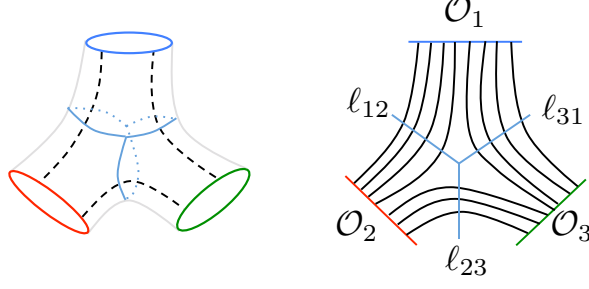 𝒪₁
ℓ₁₂ ℓ₃₁
𝒪₂ 𝒪₃
ℓ₂₃